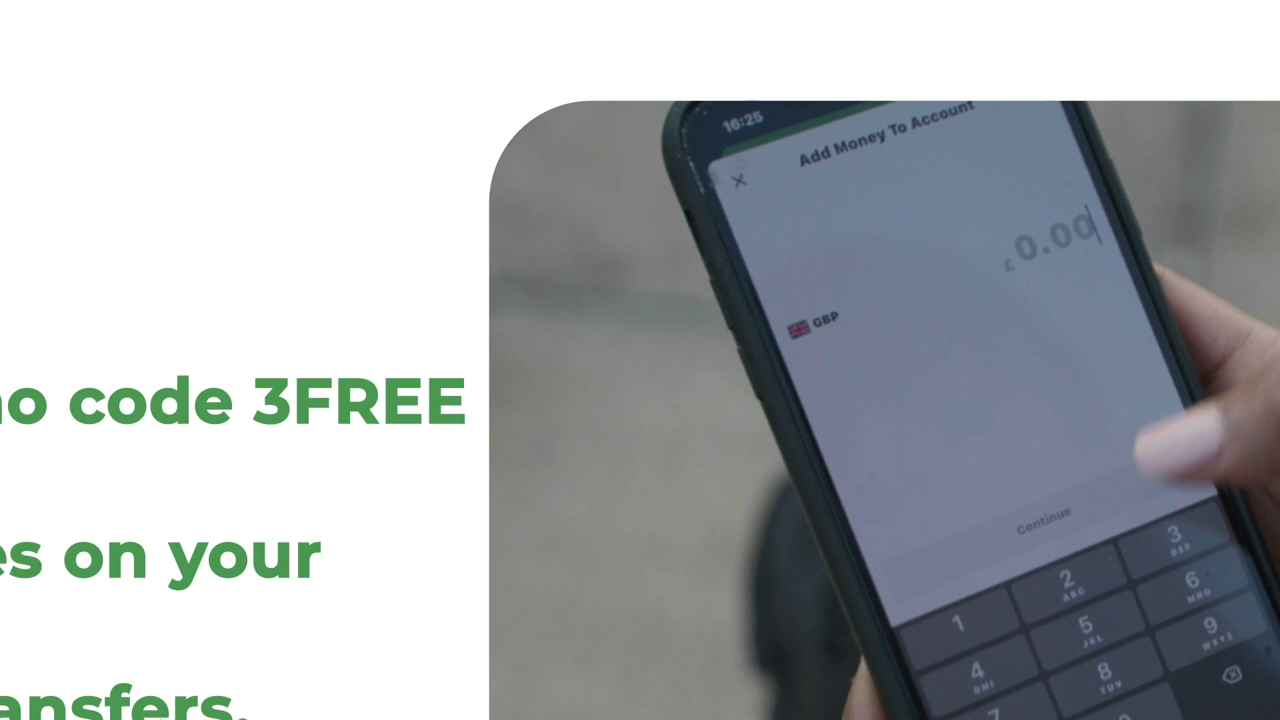 no code 3FREE
es on your
ansfers.
16:25
Add Money To Account
£0.00
GBP
Continue
1
2
ABC
3
DEF
4
GHI
5
JKL
6
MNO
7
8
TUV
9
WXYZ